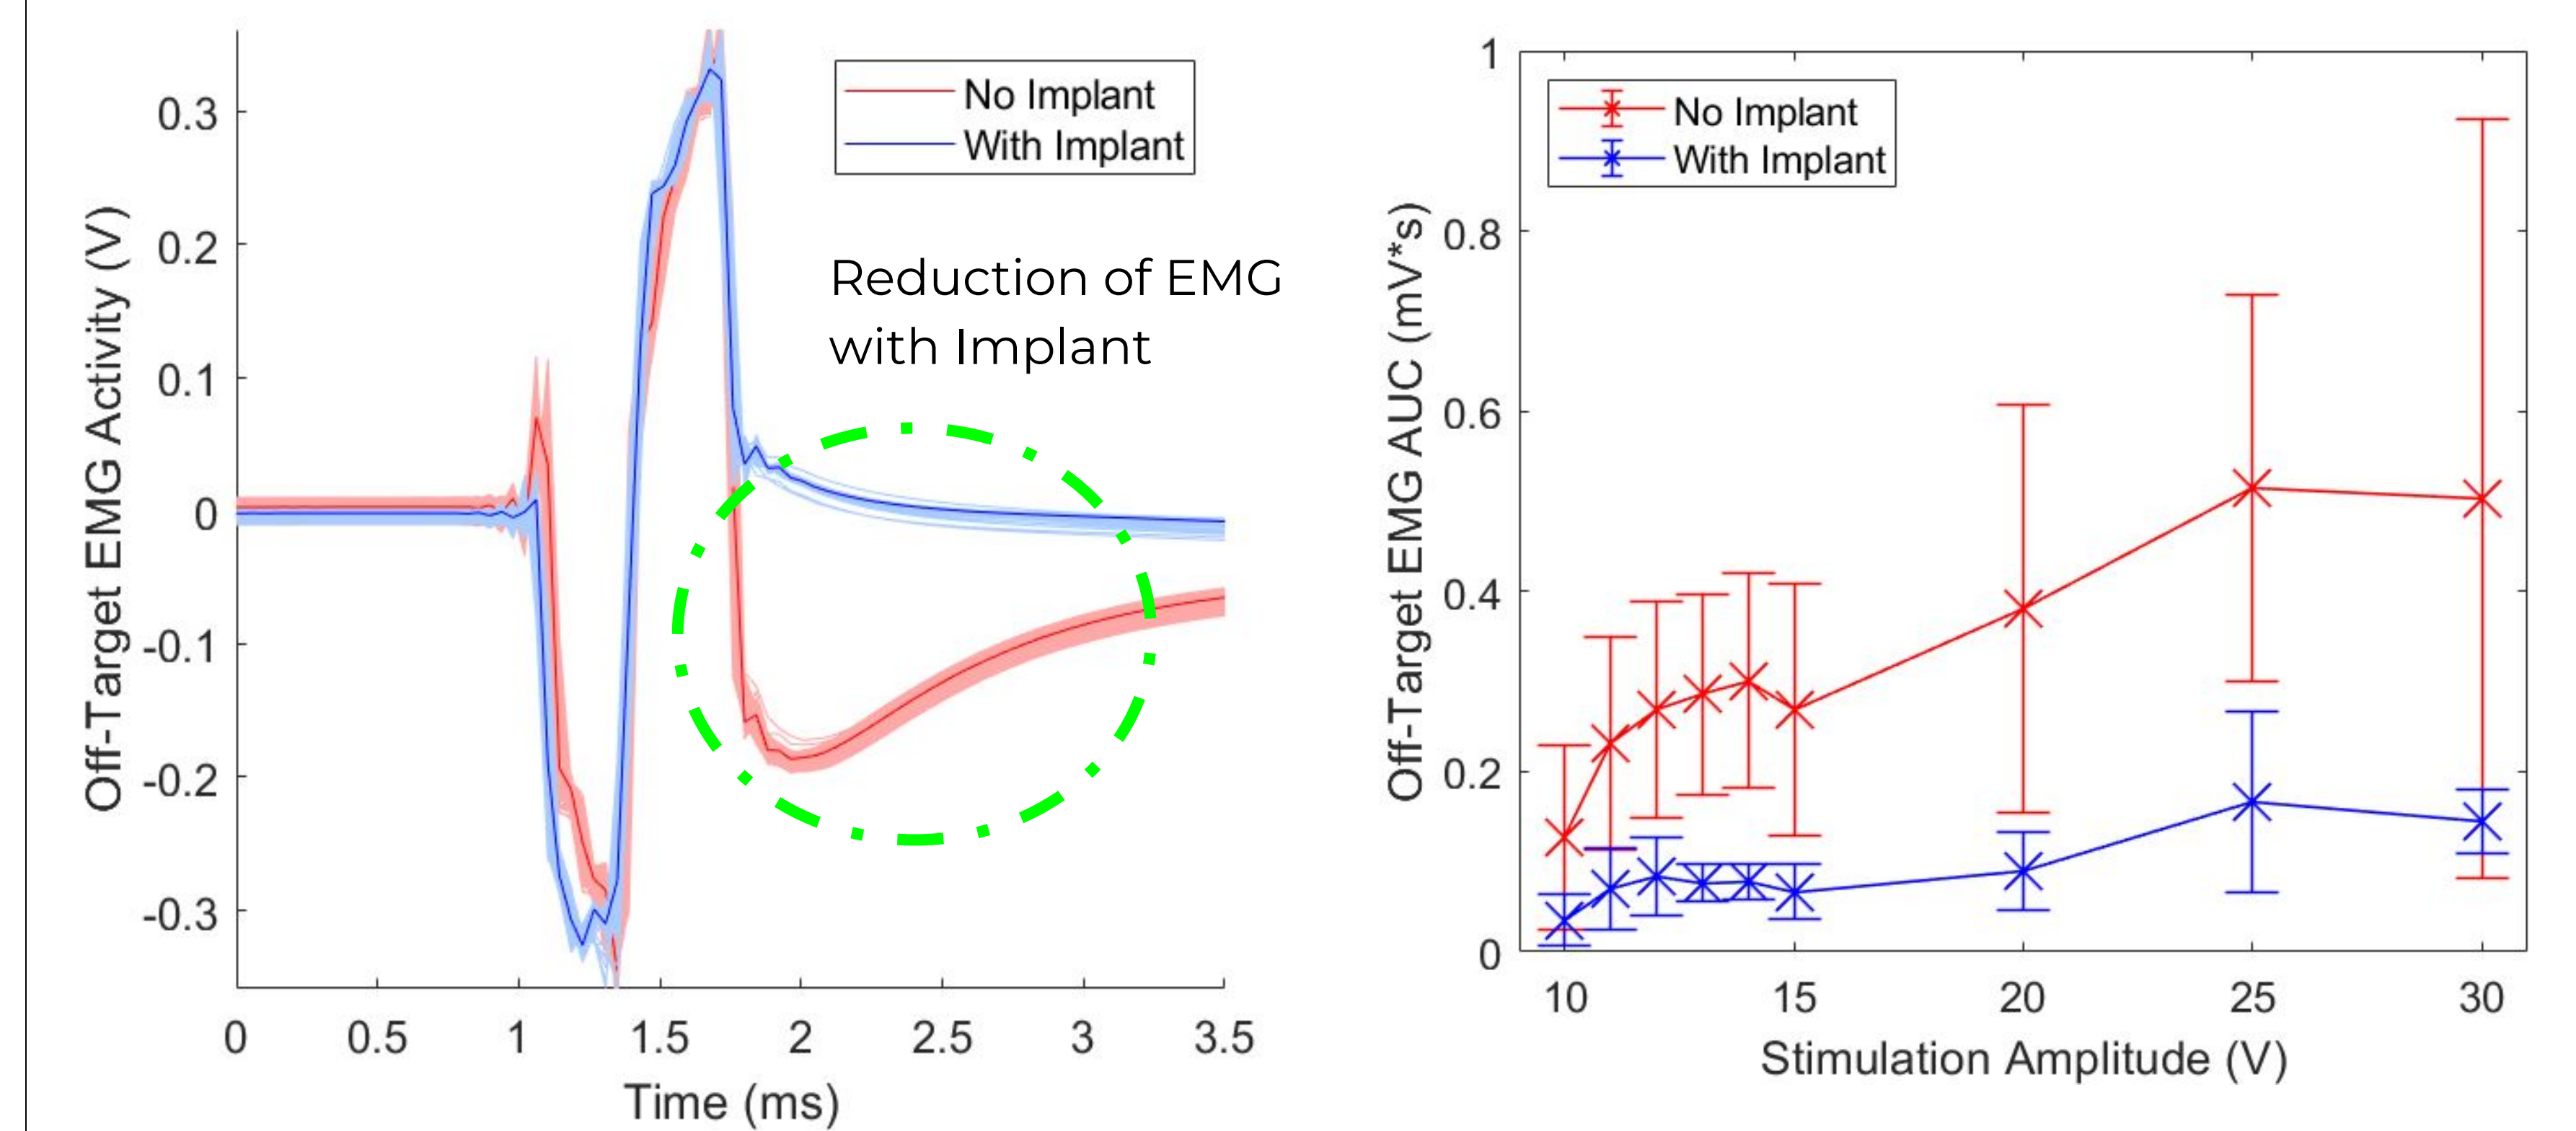 No Implant
With Implant
Reduction of EMG
with Implant
Off-Target EMG Activity (V)
0.3
0.2
0.1
0
-0.1
-0.2
-0.3
0 0.5 1 1.5 2 2.5 3 3.5
Time (ms)
No Implant
With Implant
Off-Target EMG AUC (mV*s)
1
0.8
0.6
0.4
0.2
0
10 15 20 25 30
Stimulation Amplitude (V)